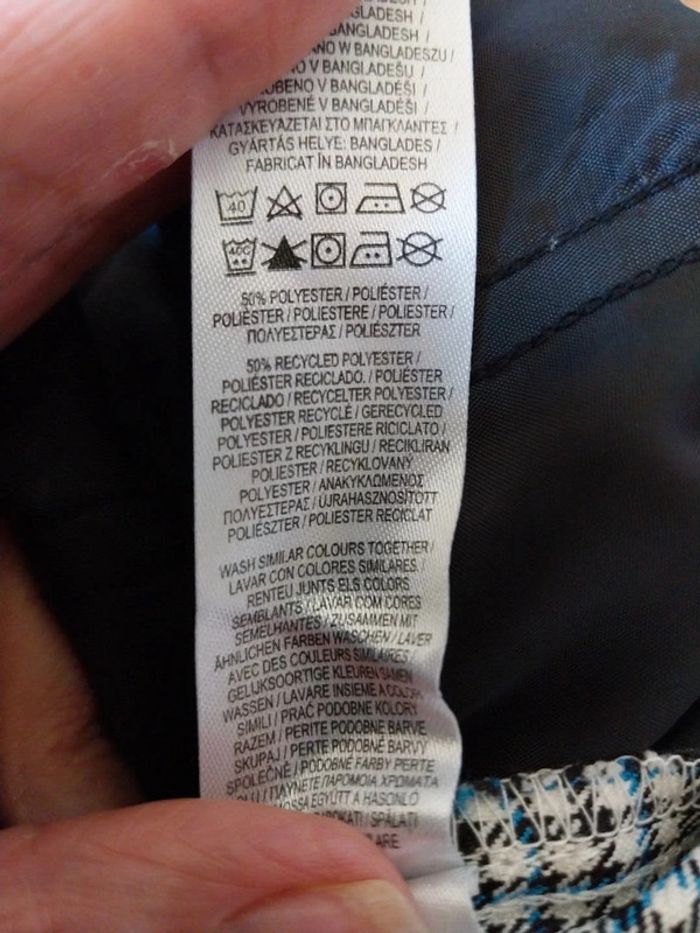 BANGLADESH /
BANGLADESH /
W BANGLADESZU /
V BANGLADEŠU /
V BANGLADÉŠI /
VYROBENÉ V BANGLADÉŠI /
ΚΑΤΑΣΚΕΥΑΖΕΤΑΙ ΣΤΟ ΜΠΑΓΚΛΑΝΤΕΣ /
GYÁRTÁS HELYE: BANGLADES /
FABRICAT ÎN BANGLADESH
40
40C
50% POLYESTER / POLIÉSTER /
POLIÈSTER / POLIESTERE / POLIESTER /
ΠΟΛΥΕΣΤΕΡΑΣ / POLIÉSZTER
50% RECYCLED POLYESTER /
POLIÉSTER RECICLADO. / POLIÈSTER
RECICLADO / RECYCELTER POLYESTER /
POLYESTER RECYCLÉ / GERECYCLED
POLYESTER / POLIESTERE RICICLATO /
POLIESTER Z RECYKLINGU / RECIKLIRAN
POLIESTER / RECYKLOVANÝ
POLYESTER / ΑΝΑΚΥΚΛΩΜΕΝΟΣ
ΠΟΛΥΕΣΤΕΡΑΣ / ÚJRAHASZNOSÍTOTT
POLIÉSZTER / POLIESTER RECICLAT
WASH SIMILAR COLOURS TOGETHER /
LAVAR CON COLORES SIMILARES /
RENTEU JUNTS ELS COLORS
SEMBLANTS / LAVAR COM CORES
SEMELHANTES / ZUSAMMEN MIT
ÄHNLICHEN FARBEN WASCHEN / LAVER
AVEC DES COULEURS SIMILAIRES /
GELIJKSOORTIGE KLEUREN SAMEN
WASSEN / LAVARE INSIEME A COLORI
SIMILI / PRAĆ PODOBNE KOLORY
RAZEM / PERITE PODOBNE BARVE
SKUPAJ / PERTE PODOBNÉ BARVY
SPOLEČNĚ / PODOBNÉ FARBY PERTE
ΠΛΥΝΕΤΕ ΠΑΡΟΜΟΙΑ ΧΡΩΜΑΤΑ
EGYÜTT A HASONLÓ
/ SPĂLAȚI